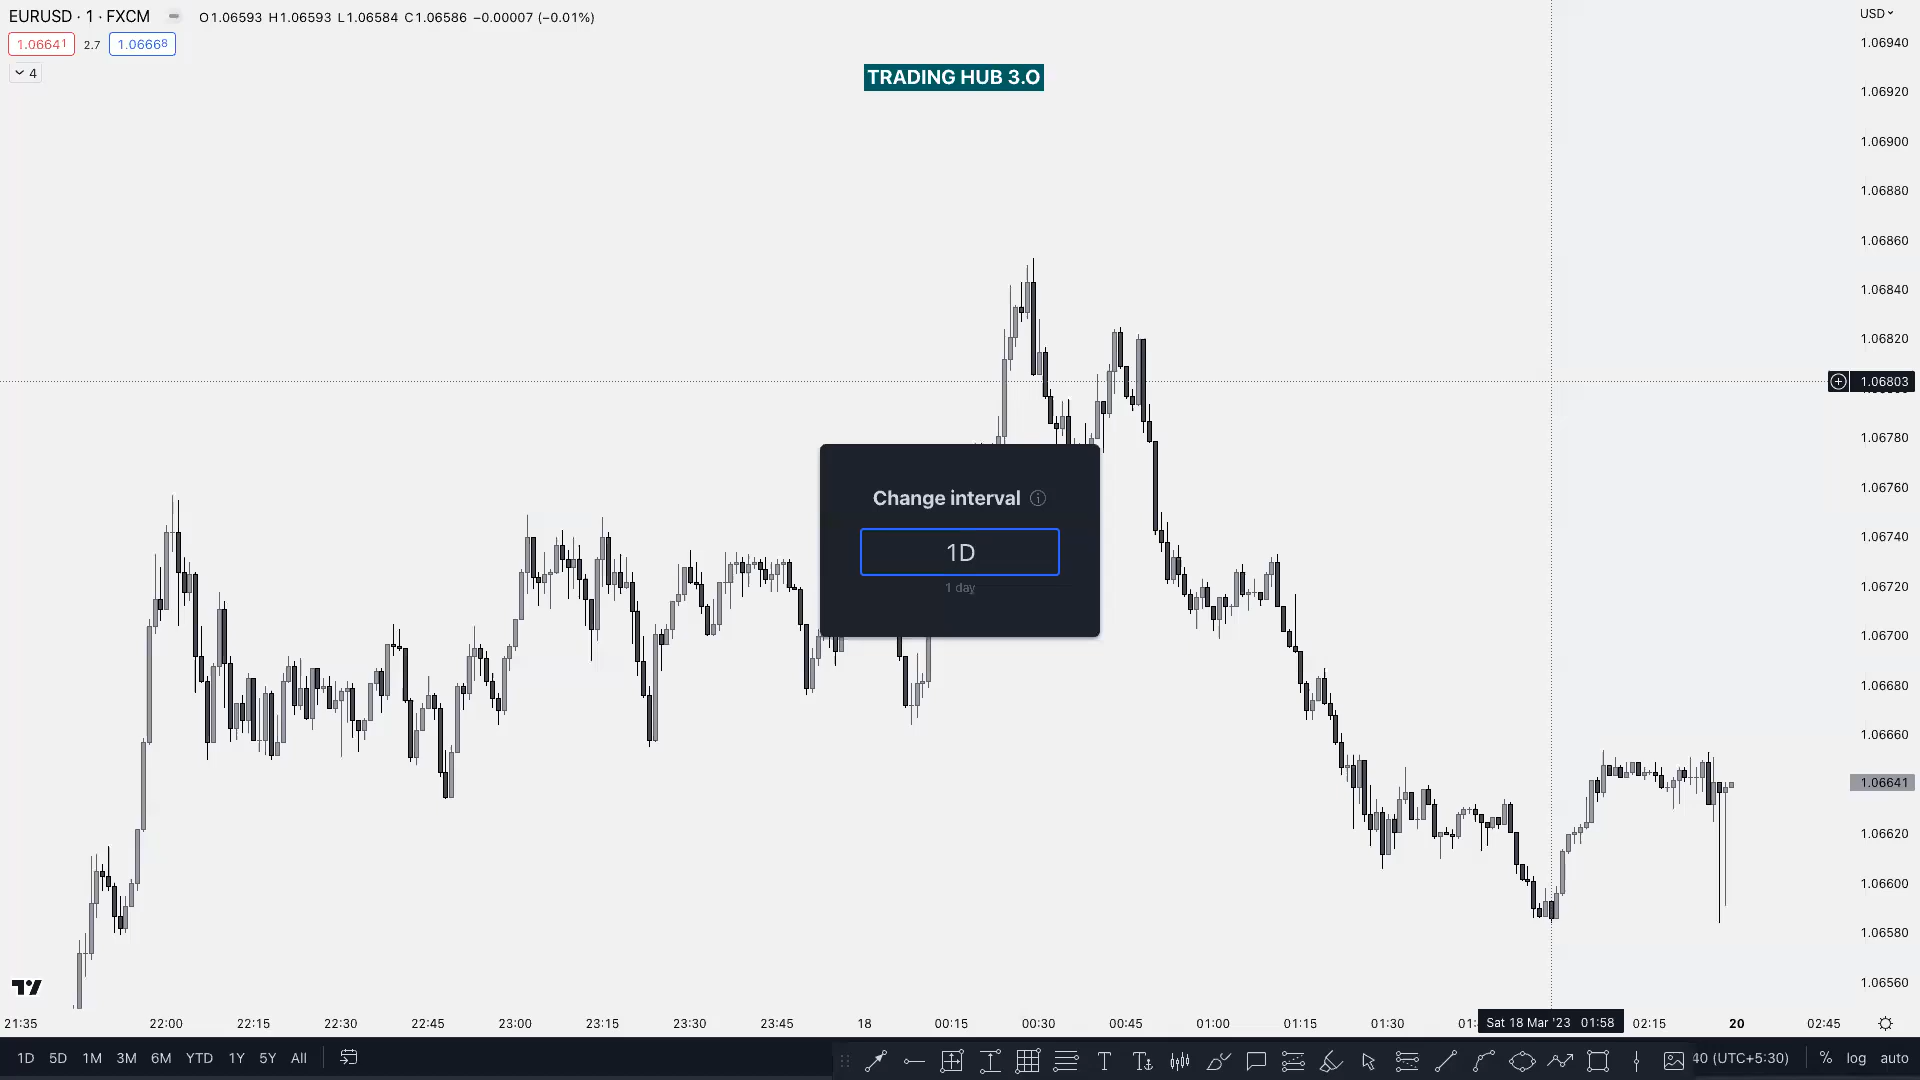 EURUSD · 1 · FXCM O1.06593 H1.06593 L1.06584 C1.06586 −0.00007 (−0.01%)
1.06641 2.7 1.06668
4
TRADING HUB 3.O
USD
1.06940
1.06920
1.06900
1.06880
1.06860
1.06840
1.06820
1.06803
1.06780
1.06760
1.06740
1.06720
1.06700
1.06680
1.06660
1.06641
1.06620
1.06600
1.06580
1.06560
Change interval
1D
1 day
21:35 22:00 22:15 22:30 22:45 23:00 23:15 23:30 23:45 18 00:15 00:30 00:45 01:00 01:15 01:30 Sat 18 Mar '23 01:58 02:15 20 02:45
1D 5D 1M 3M 6M YTD 1Y 5Y All 40 (UTC+5:30) % log auto